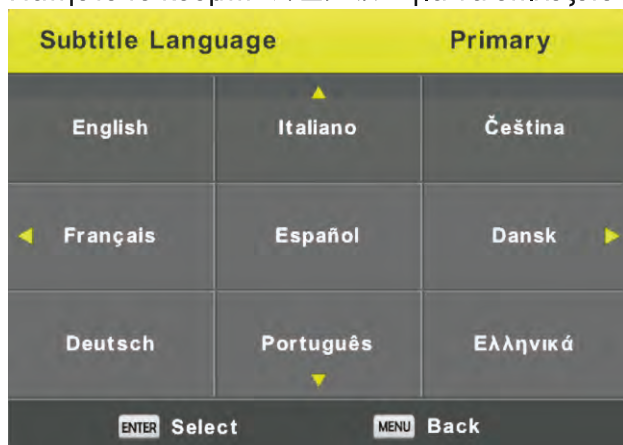 Subtitle Language Primary
English Italiano Čeština
Français Español Dansk
Deutsch Português Ελληνικά
ENTER Select MENU Back